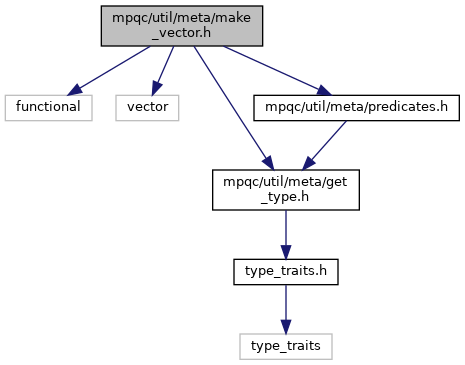 mpqc/util/meta/make
_vector.h
functional
vector
mpqc/util/meta/predicates.h
mpqc/util/meta/get
_type.h
type_traits.h
type_traits